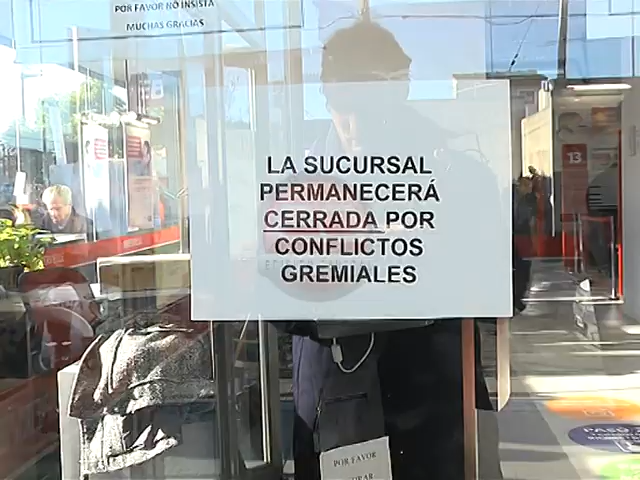 POR FAVOR NO INSISTA
MUCHAS GRACIAS
LA SUCURSAL
PERMANECERÁ
CERRADA POR
CONFLICTOS
GREMIALES
13
POR FAVOR